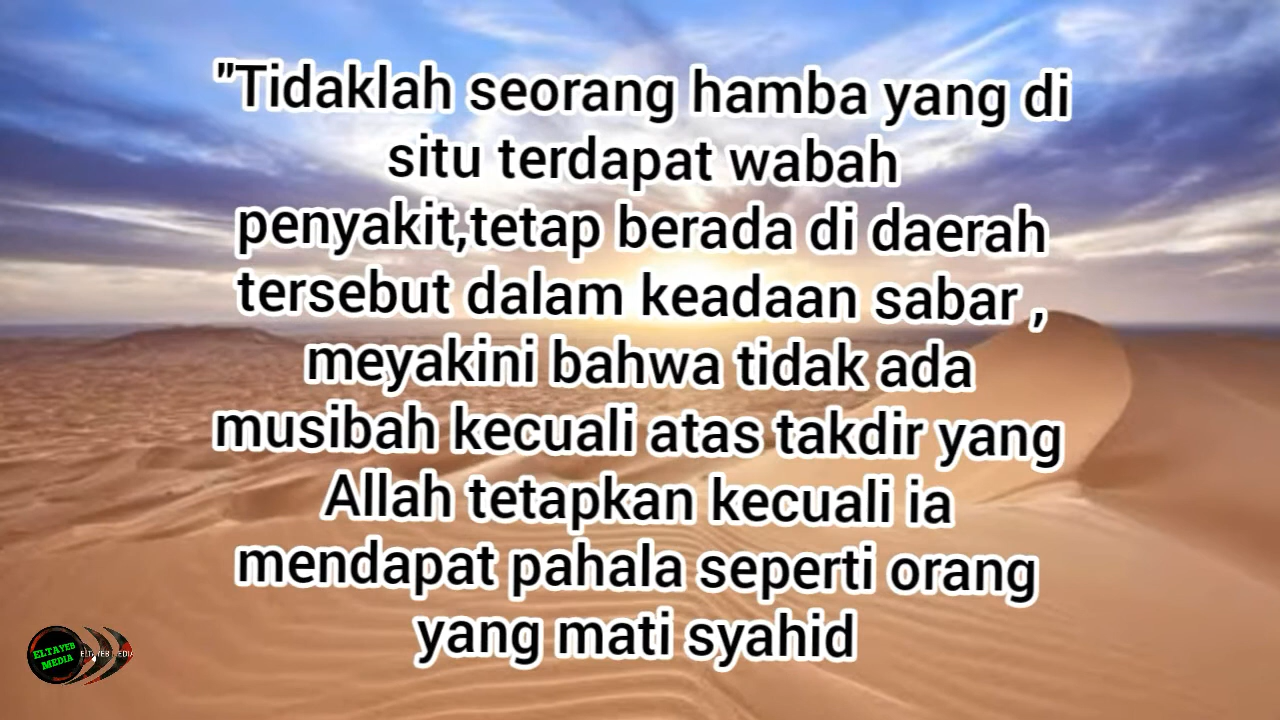 "Tidaklah seorang hamba yang di
situ terdapat wabah
penyakit,tetap berada di daerah
tersebut dalam keadaan sabar ,
meyakini bahwa tidak ada
musibah kecuali atas takdir yang
Allah tetapkan kecuali ia
mendapat pahala seperti orang
yang mati syahid
ELTAYEB
MEDIA
ELTAYEB MEDIA